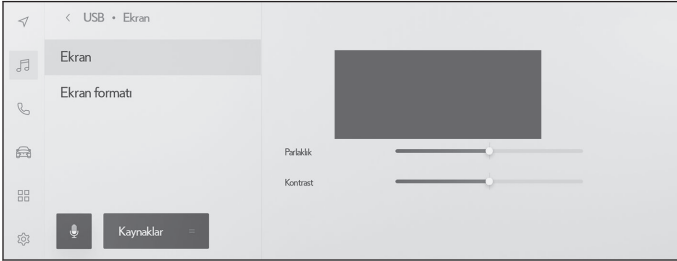 USB • Ekran
Ekran
Ekran formatı
Parlaklık
Kontrast
Kaynaklar